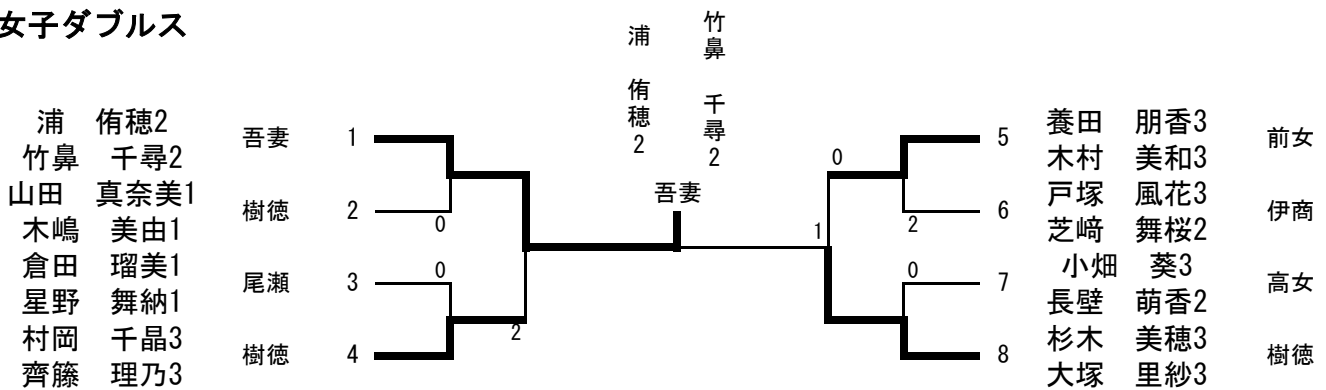 女子ダブルス
浦 侑穂2
竹鼻 千尋2
吾妻
浦 侑穂2
竹鼻 千尋2
吾妻 1
山田 真奈美1
木嶋 美由1
樹徳 2
0
倉田 瑠美1
星野 舞納1
尾瀬 3
0
村岡 千晶3
齊藤 理乃3
樹徳 4
2
養田 朋香3
木村 美和3
5 前女
0
戸塚 風花3
芝﨑 舞桜2
6 伊商
2
1
小畑 葵3
長壁 萌香2
7 高女
0
杉木 美穂3
大塚 里紗3
8 樹徳